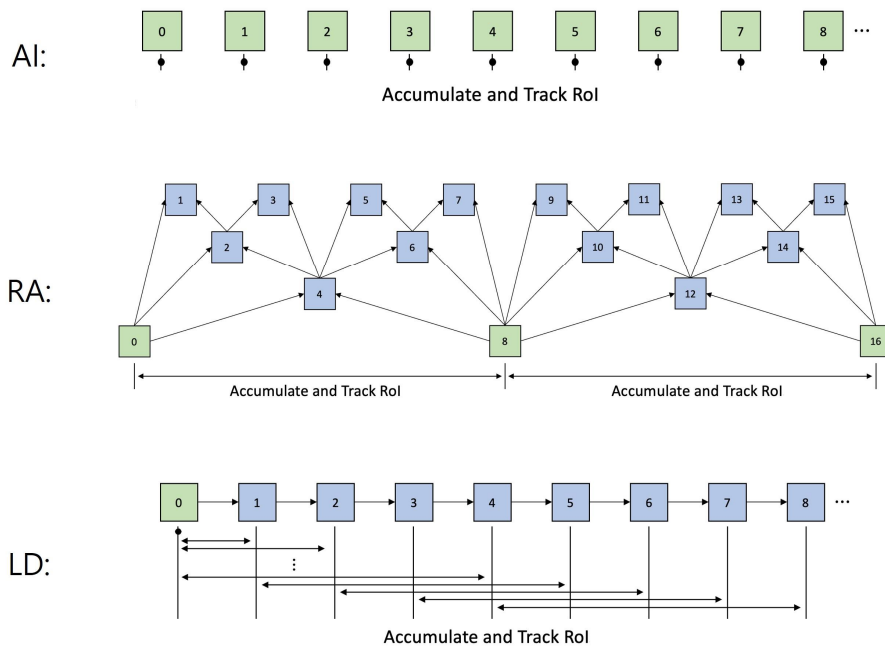 AI:
0 1 2 3 4 5 6 7 8 ...
Accumulate and Track RoI
RA:
1 3 5 7 9 11 13 15
2 6 10 14
4 12
0 8 16
Accumulate and Track RoI Accumulate and Track RoI
LD:
0 1 2 3 4 5 6 7 8 ...
⋮
Accumulate and Track RoI